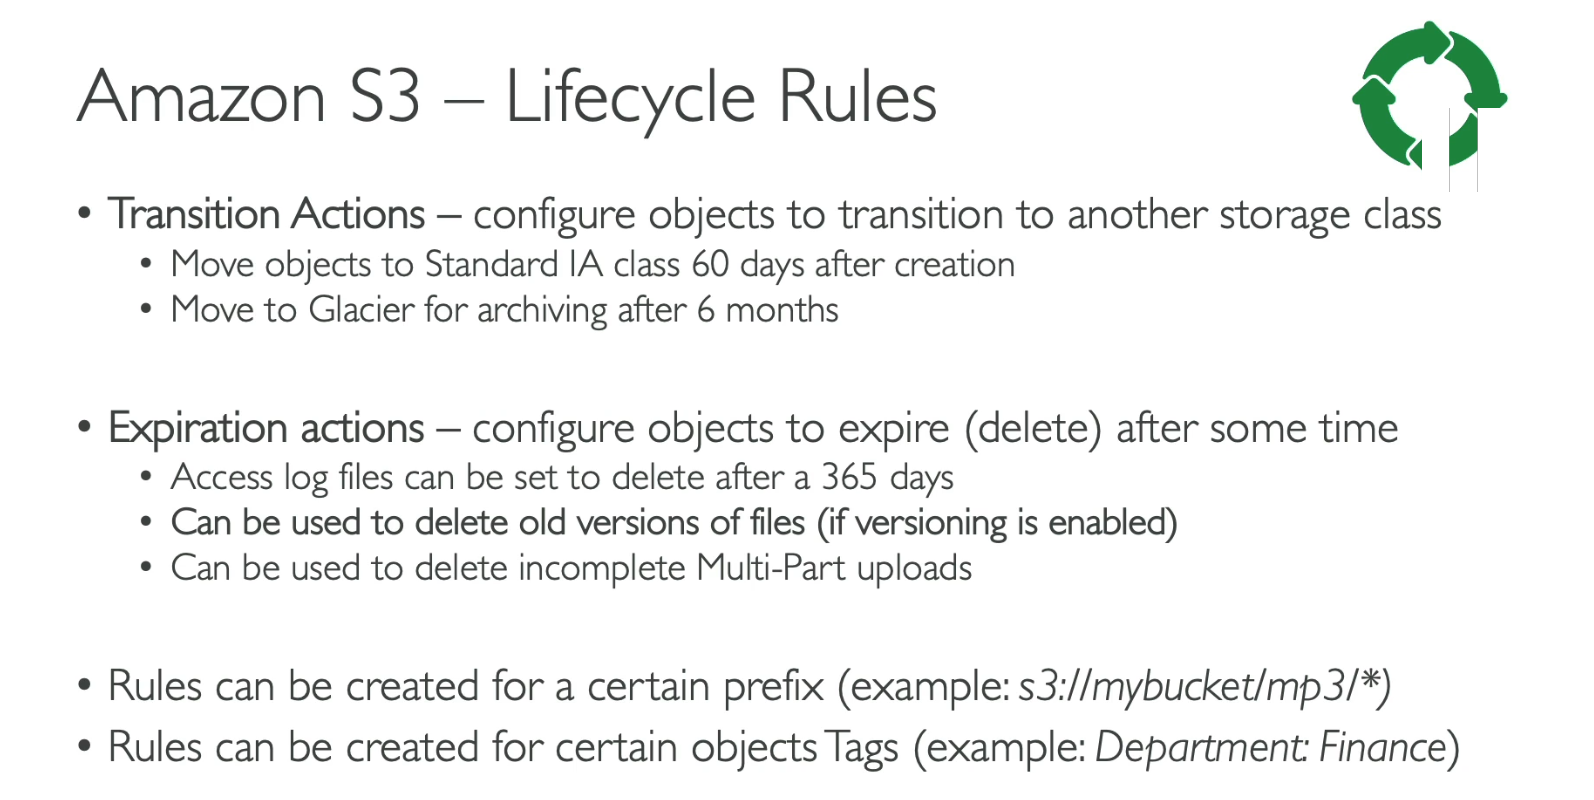 Amazon S3 – Lifecycle Rules
• Transition Actions – configure objects to transition to another storage class
• Move objects to Standard IA class 60 days after creation
• Move to Glacier for archiving after 6 months
• Expiration actions – configure objects to expire (delete) after some time
• Access log files can be set to delete after a 365 days
• Can be used to delete old versions of files (if versioning is enabled)
• Can be used to delete incomplete Multi-Part uploads
• Rules can be created for a certain prefix (example: s3://mybucket/mp3/*)
• Rules can be created for certain objects Tags (example: Department: Finance)